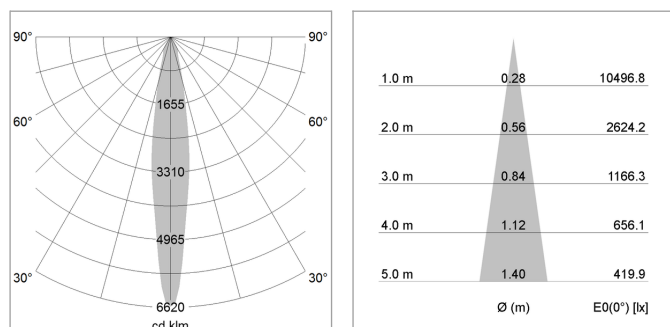 90° 90°
1655
60° 60°
3310
4965
30° 30°
6620
cd klm
1.0 m 0.28 10496.8
2.0 m 0.56 2624.2
3.0 m 0.84 1166.3
4.0 m 1.12 656.1
5.0 m 1.40 419.9
Ø (m) E0(0°) [lx]